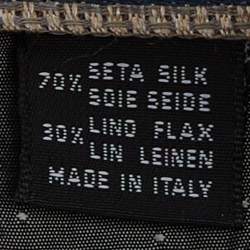 70% SETA SILK
SOIE SEIDE
30% LINO FLAX
LIN LEINEN
MADE IN ITALY